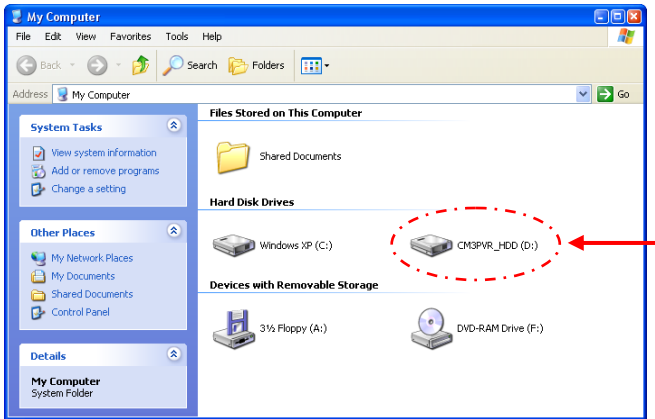 My Computer
File Edit View Favorites Tools Help
Back Search Folders
Address My Computer Go
System Tasks
View system information
Add or remove programs
Change a setting
Other Places
My Network Places
My Documents
Shared Documents
Control Panel
Details
My Computer
System Folder
Files Stored on This Computer
Shared Documents
Hard Disk Drives
Windows XP (C:) CM3PVR_HDD (D:)
Devices with Removable Storage
3½ Floppy (A:) DVD-RAM Drive (F:)